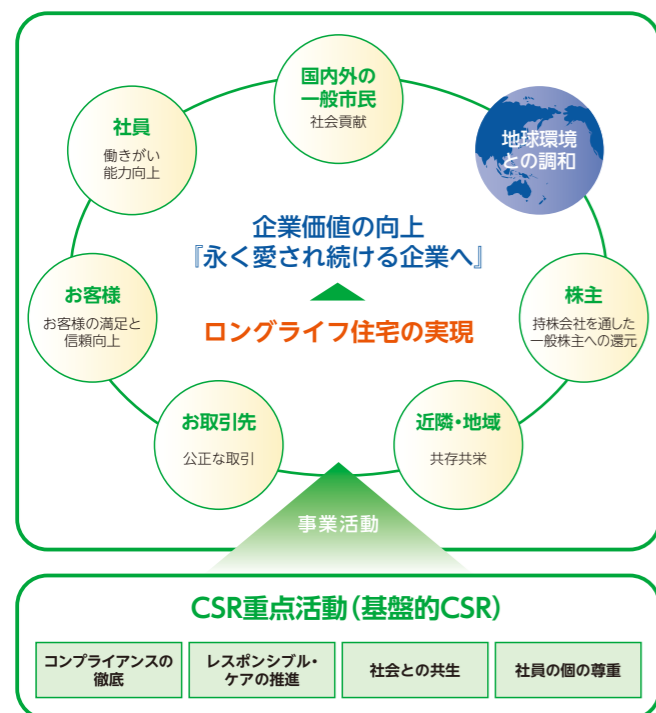 国内外の
一般市民
社会貢献
社員
働きがい
能力向上
地球環境
との調和
企業価値の向上
『永く愛され続ける企業へ』
お客様
お客様の満足と
信頼向上
株主
持株会社を通した
一般株主への還元
ロングライフ住宅の実現
お取引先
公正な取引
近隣・地域
共存共栄
事業活動
CSR重点活動（基盤的CSR）
コンプライアンスの
徹底
レスポンシブル・
ケアの推進
社会との共生
社員の個の尊重